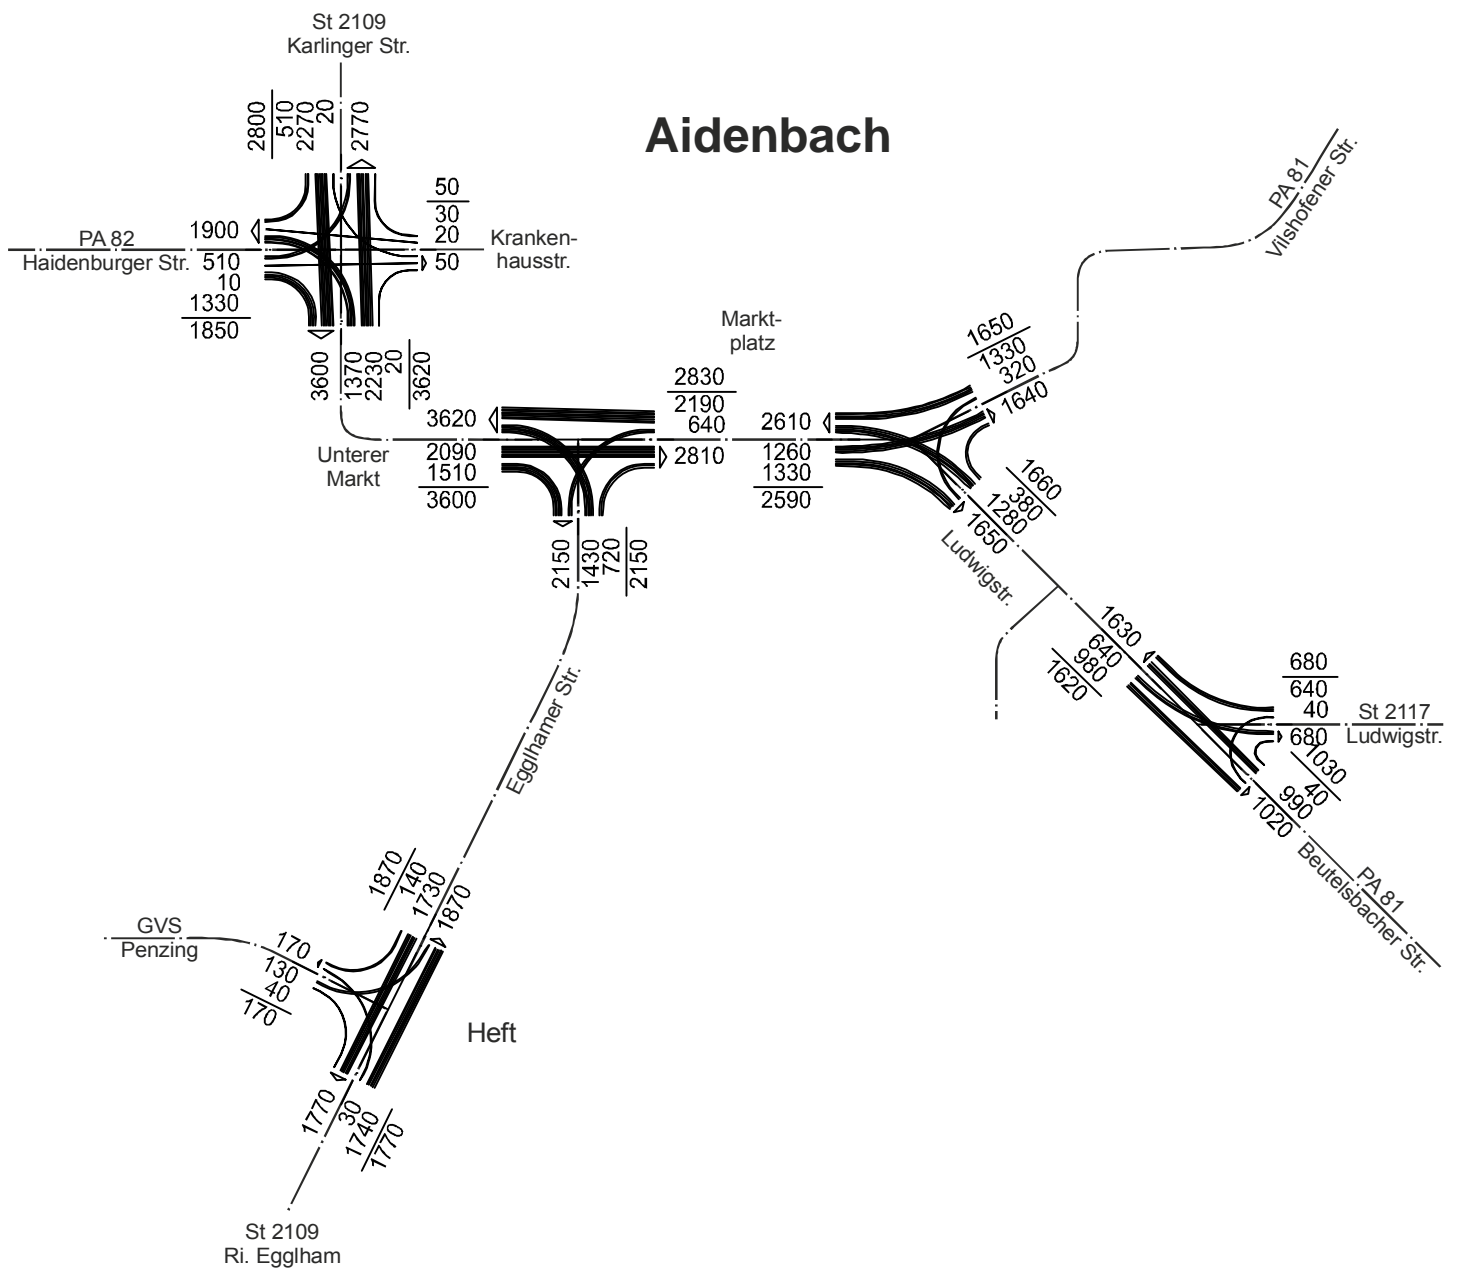 St 2109
Karlinger Str.
Aidenbach
2800
510
2270
20
2770
PA 82
Haidenburger Str.
1900
510
10
1330
1850
50
30
20
50
Kranken-
hausstr.
3600
1370
2230
20
3620
PA 81
Vilshofener Str.
Markt-
platz
Unterer
Markt
3620
2090
1510
3600
2830
2190
640
2810
2150
1430
720
2150
2610
1260
1330
2590
1650
1330
320
1640
1660
380
1280
1650
Ludwigstr.
1630
640
980
1620
680
640
40
680
St 2117
Ludwigstr.
1030
40
990
1020
PA 81
Beutelsbacher Str.
Egglhamer Str.
1870
140
1730
1870
GVS
Penzing
170
130
40
170
Heft
1770
30
1740
1770
St 2109
Ri. Egglham